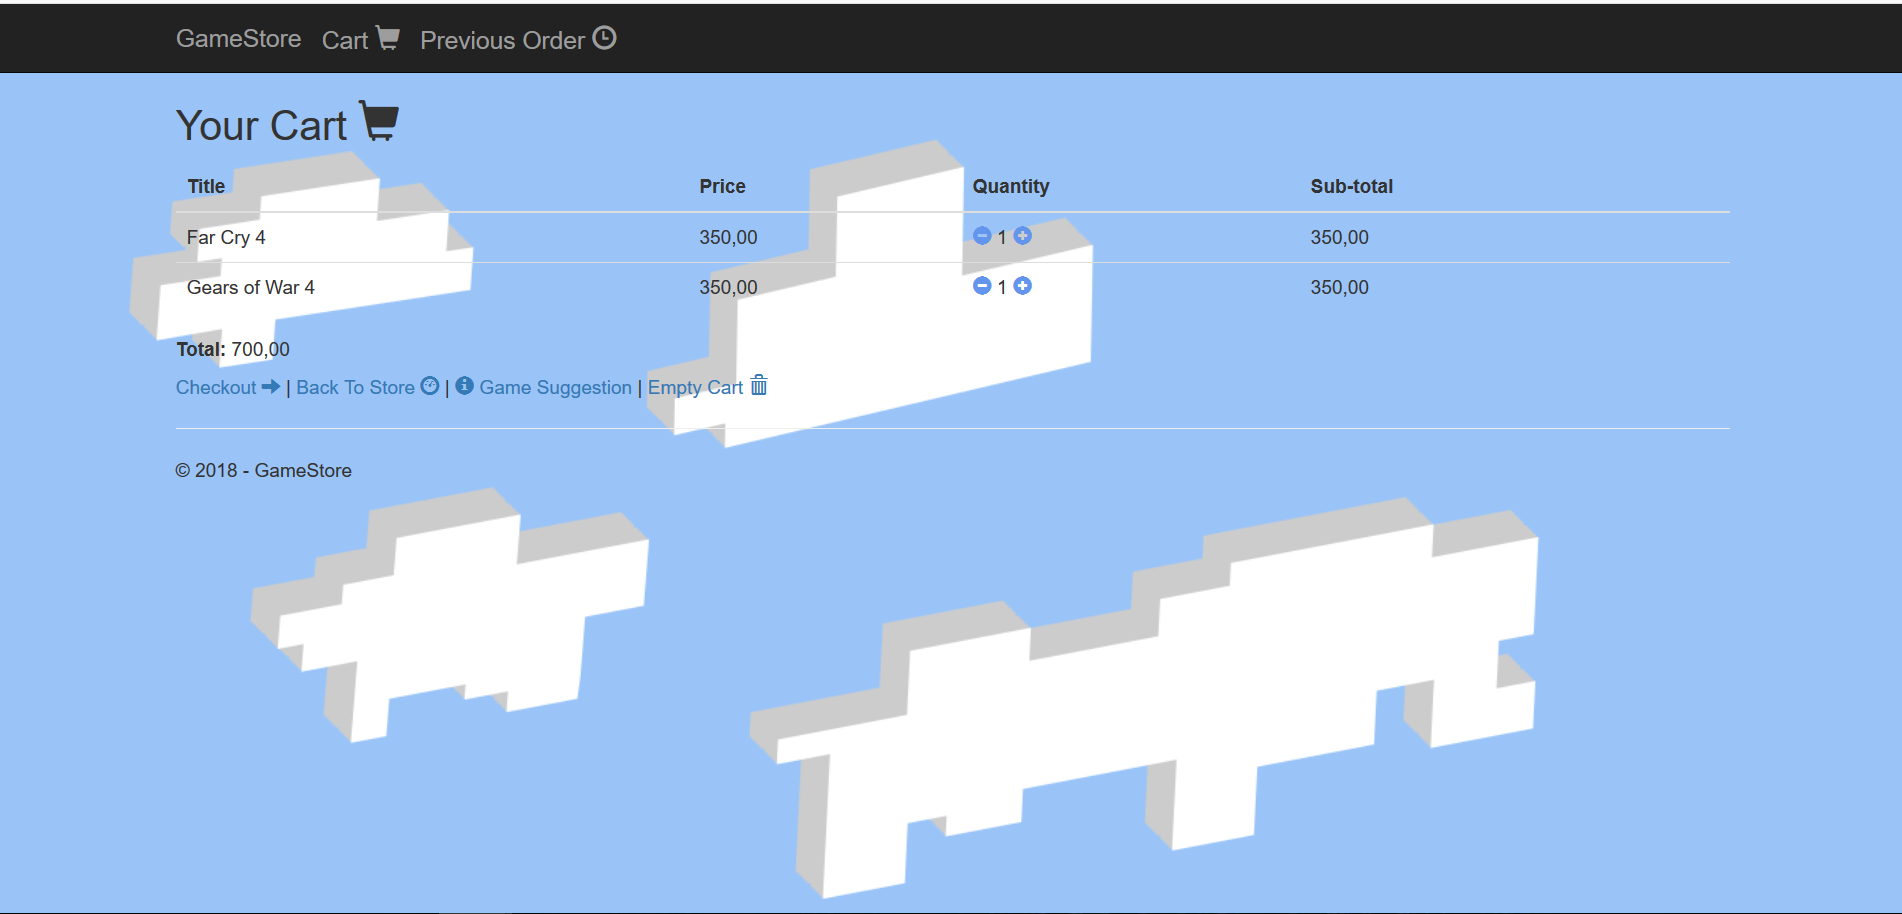 GameStore Cart Previous Order
Your Cart
Title Price Quantity Sub-total
Far Cry 4 350,00 1 350,00
Gears of War 4 350,00 1 350,00
Total: 700,00
Checkout | Back To Store | Game Suggestion | Empty Cart
© 2018 - GameStore